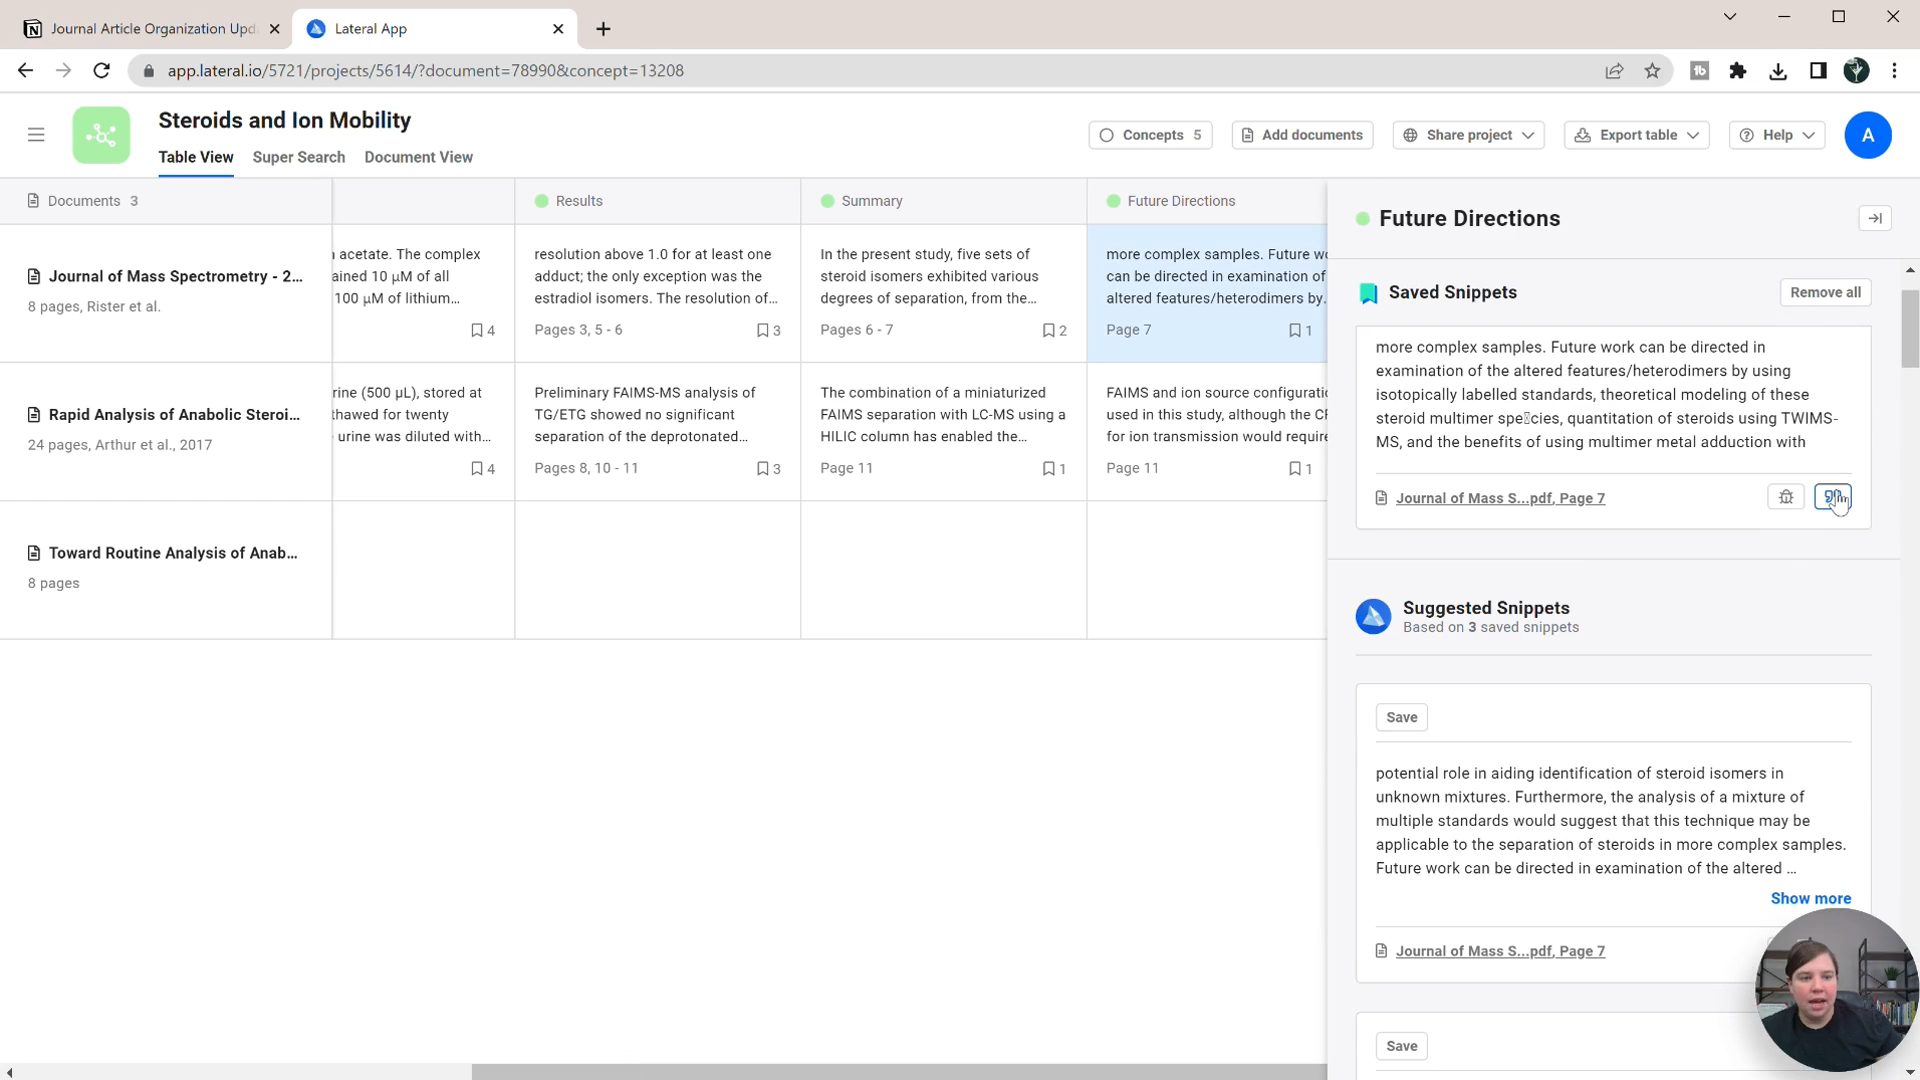 Journal Article Organization Upd
Lateral App
app.lateral.io/5721/projects/5614/?document=78990&concept=13208
Steroids and Ion Mobility
Table View
Super Search
Document View
Concepts 5
Add documents
Share project
Export table
Help
A
Documents 3
Results
Summary
Future Directions
Journal of Mass Spectrometry - 2...
8 pages, Rister et al.
acetate. The complex
ained 10 µM of all
100 µM of lithium...
4
resolution above 1.0 for at least one
adduct; the only exception was the
estradiol isomers. The resolution of...
Pages 3, 5 - 6
3
In the present study, five sets of
steroid isomers exhibited various
degrees of separation, from the...
Pages 6 - 7
2
more complex samples. Future wo
can be directed in examination of
altered features/heterodimers by.
Page 7
1
Rapid Analysis of Anabolic Steroi...
24 pages, Arthur et al., 2017
rine (500 µL), stored at
thawed for twenty
urine was diluted with...
4
Preliminary FAIMS-MS analysis of
TG/ETG showed no significant
separation of the deprotonated...
Pages 8, 10 - 11
3
The combination of a miniaturized
FAIMS separation with LC-MS using a
HILIC column has enabled the...
Page 11
1
FAIMS and ion source configuratio
used in this study, although the CF
for ion transmission would require
Page 11
1
Toward Routine Analysis of Anab...
8 pages
Future Directions
Saved Snippets
Remove all
more complex samples. Future work can be directed in
examination of the altered features/heterodimers by using
isotopically labelled standards, theoretical modeling of these
steroid multimer spe▯cies, quantitation of steroids using TWIMS-
MS, and the benefits of using multimer metal adduction with
Journal of Mass S...pdf, Page 7
Suggested Snippets
Based on 3 saved snippets
Save
potential role in aiding identification of steroid isomers in
unknown mixtures. Furthermore, the analysis of a mixture of
multiple standards would suggest that this technique may be
applicable to the separation of steroids in more complex samples.
Future work can be directed in examination of the altered ...
Show more
Journal of Mass S...pdf, Page 7
Save